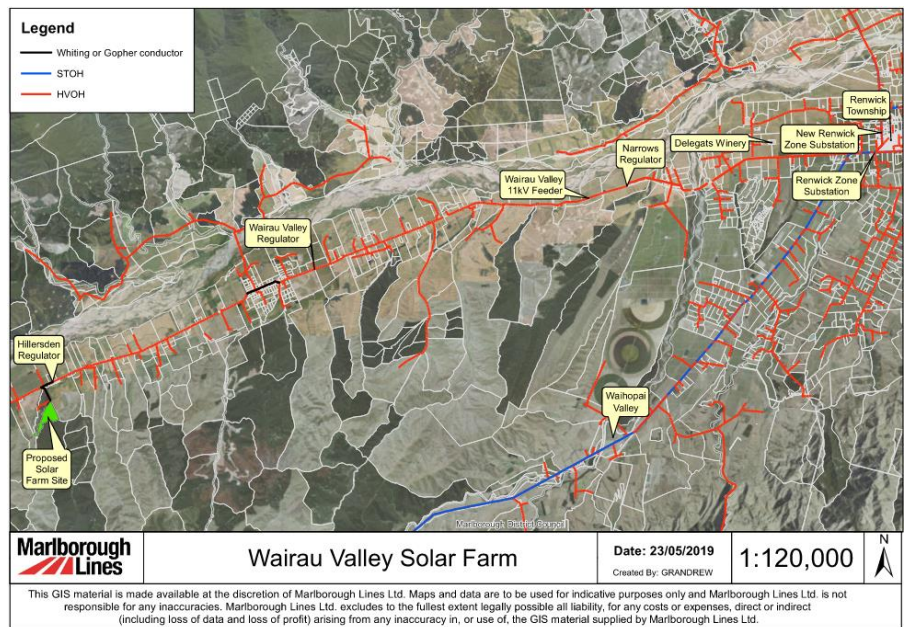 Legend
Whiting or Gopher conductor
STOH
HVOH
Renwick
Township
New Renwick
Zone Substation
Delegats Winery
Narrows
Regulator
Renwick Zone
Substation
Wairau Valley
11kV Feeder
Wairau Valley
Regulator
Hillersden
Regulator
Waihopai
Valley
Proposed
Solar
Farm Site
Marlborough District Council
Marlborough
Lines
Wairau Valley Solar Farm
Date: 23/05/2019
Created By: GRANDREW
1:120,000
N
This GIS material is made available at the discretion of Marlborough Lines Ltd. Maps and data are to be used for indicative purposes only and Marlborough Lines Ltd. is not
responsible for any inaccuracies. Marlborough Lines Ltd. excludes to the fullest extent legally possible all liability, for any costs or expenses, direct or indirect
(including loss of data and loss of profit) arising from any inaccuracy in, or use of, the GIS material supplied by Marlborough Lines Ltd.